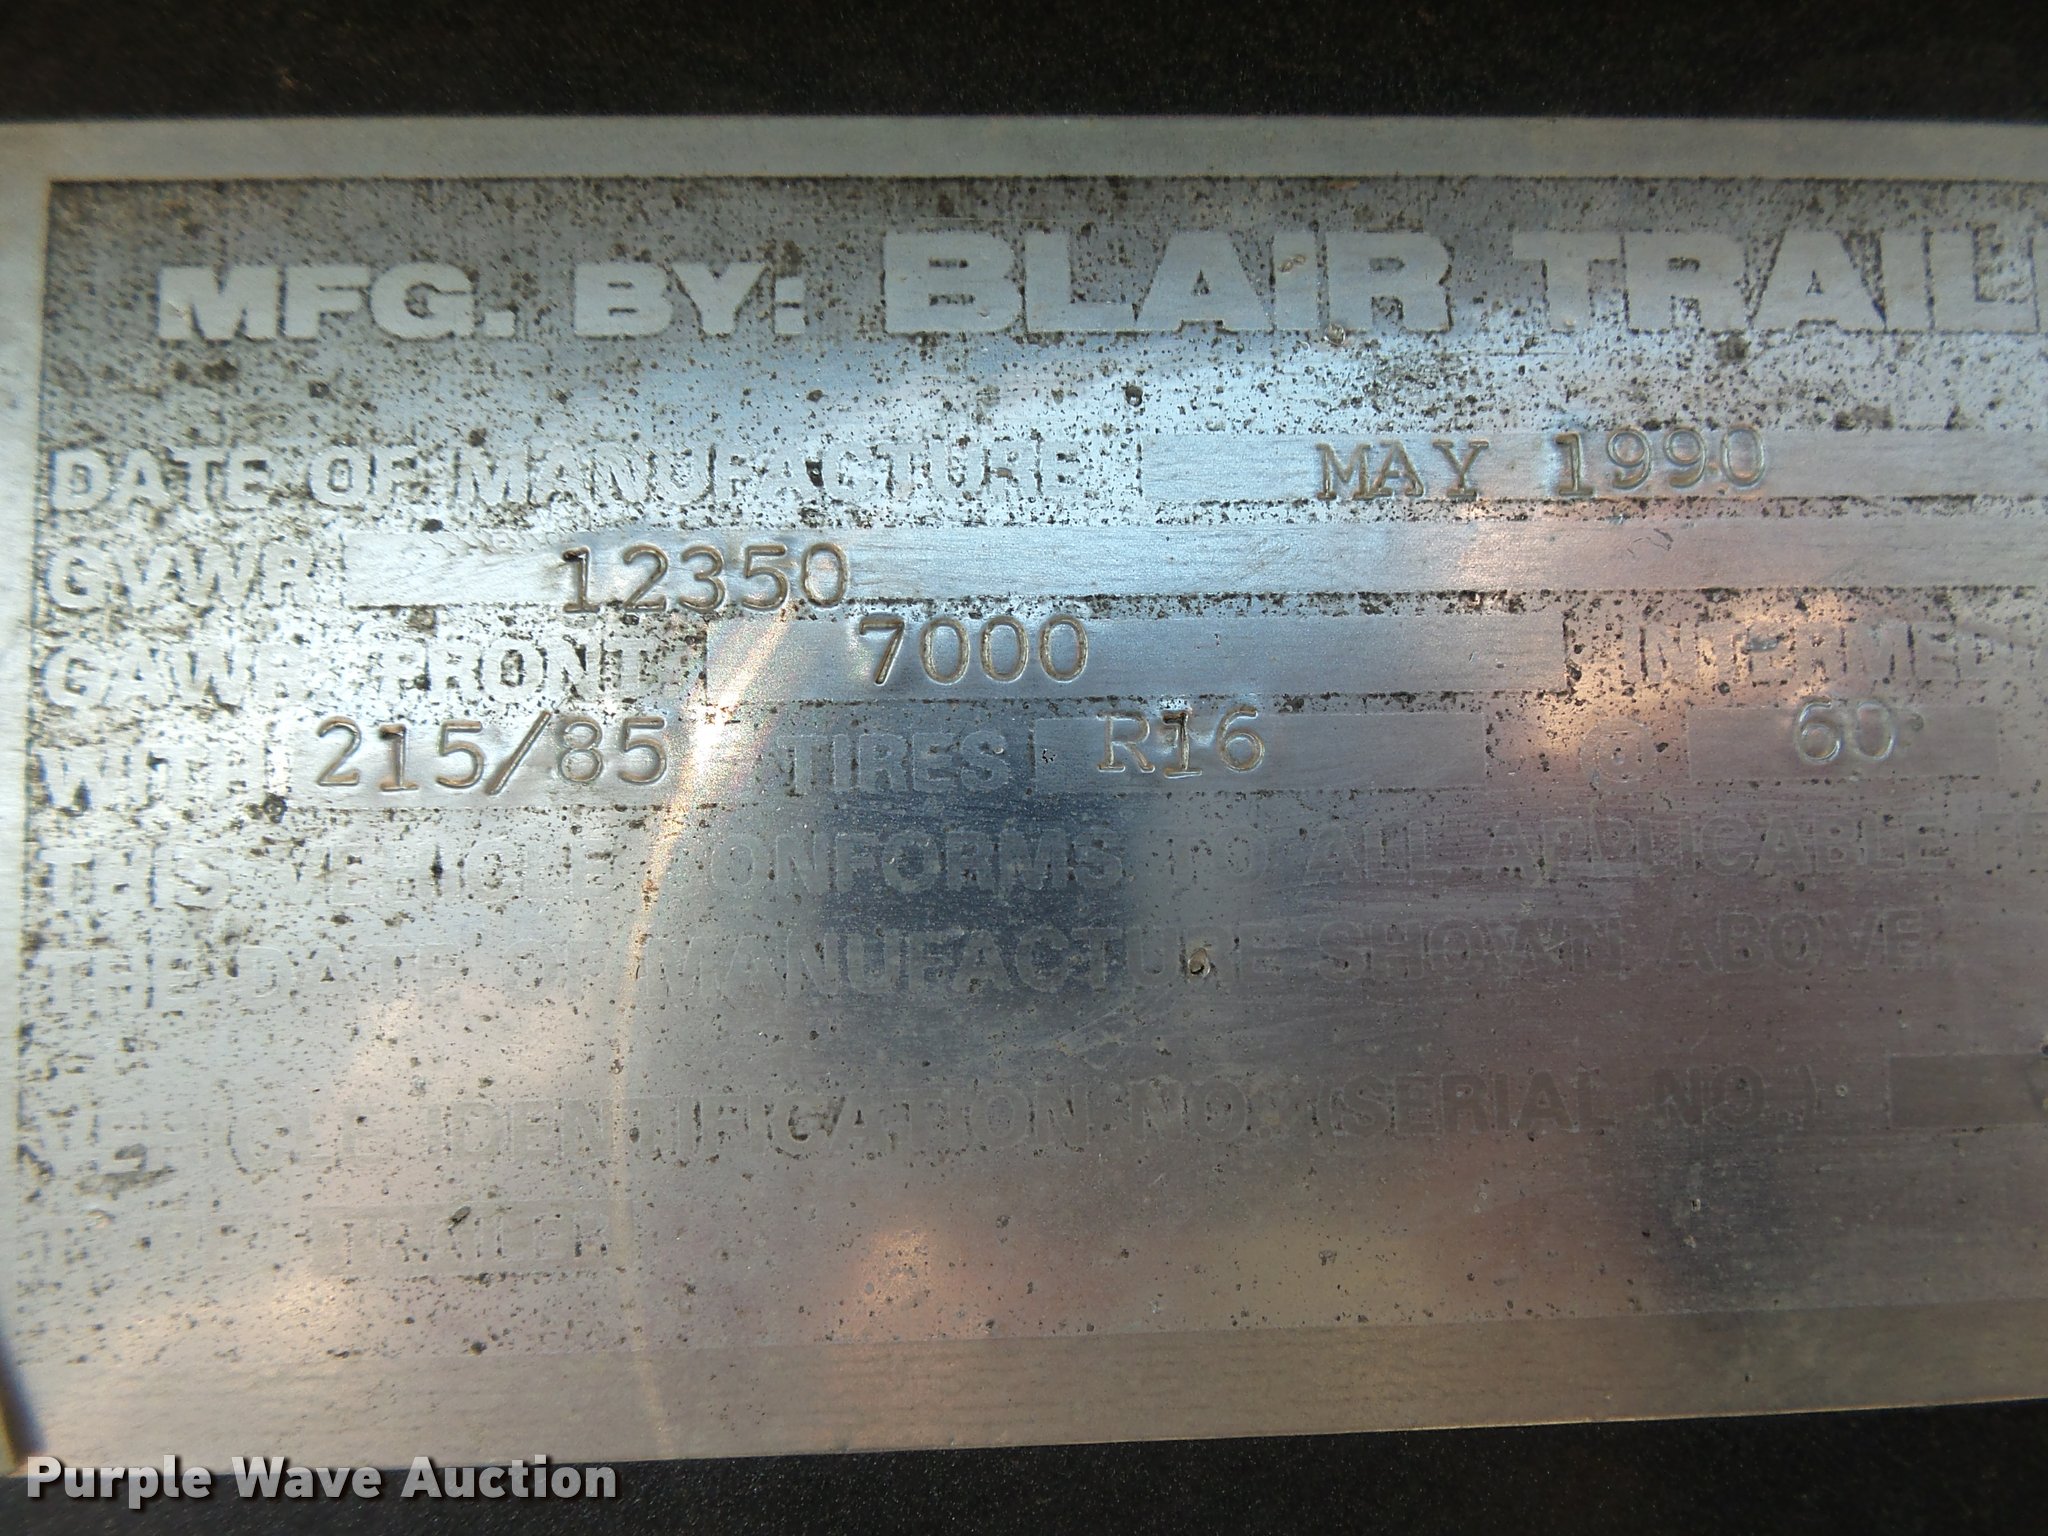 MFG. BY: BLAIR TRAIL
DATE OF MANUFACTURE MAY 1990
GVWR 12350
GAWR: FRONT 7000 INTERMED
WITH 215/85 TIRES R16 @ 60
THIS VEHICLE CONFORMS TO ALL APPLICABLE
THE DATE OF MANUFACTURE SHOWN ABOVE.
VEHICLE IDENTIFICATION NO. (SERIAL NO.)
TRAILER
Purple Wave Auction